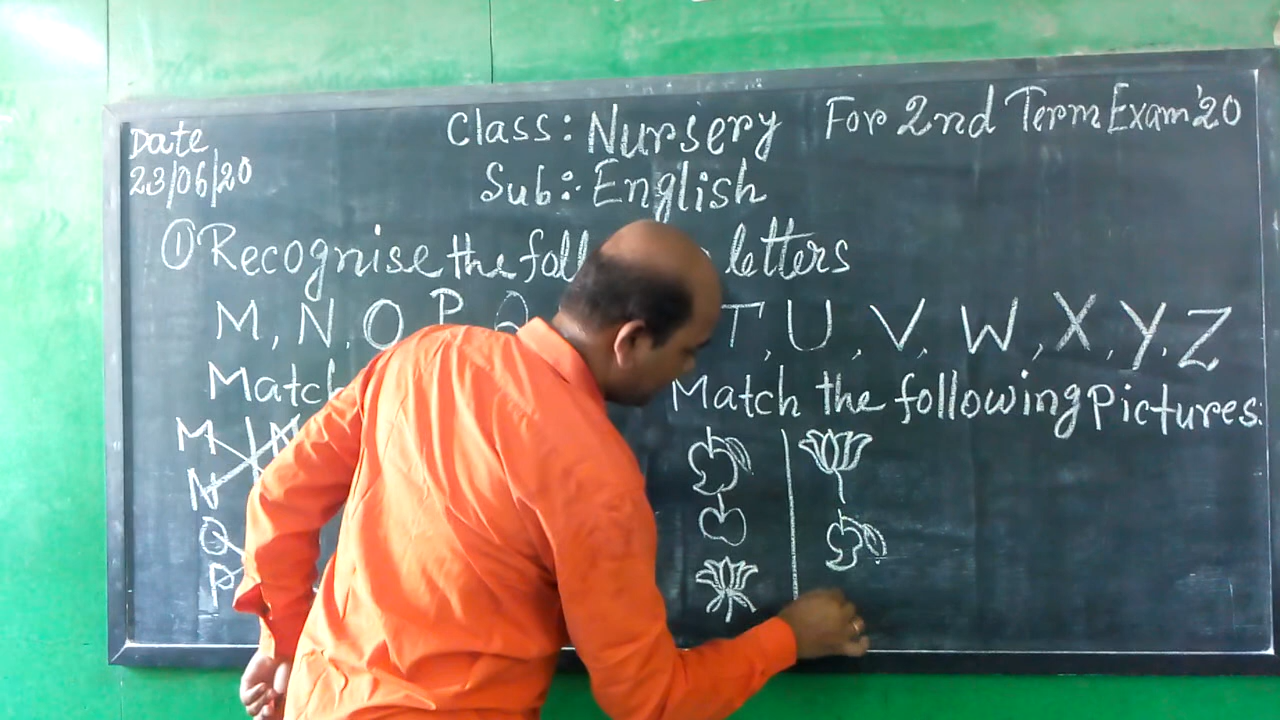 Date
23/06/20
Class: Nursery
For 2nd Term Exam'20
Sub: English
① Recognise the foll letters
M, N, O P Q T, U, V, W, X, Y, Z
Match
Match the following Pictures:
M N
N
Q
P